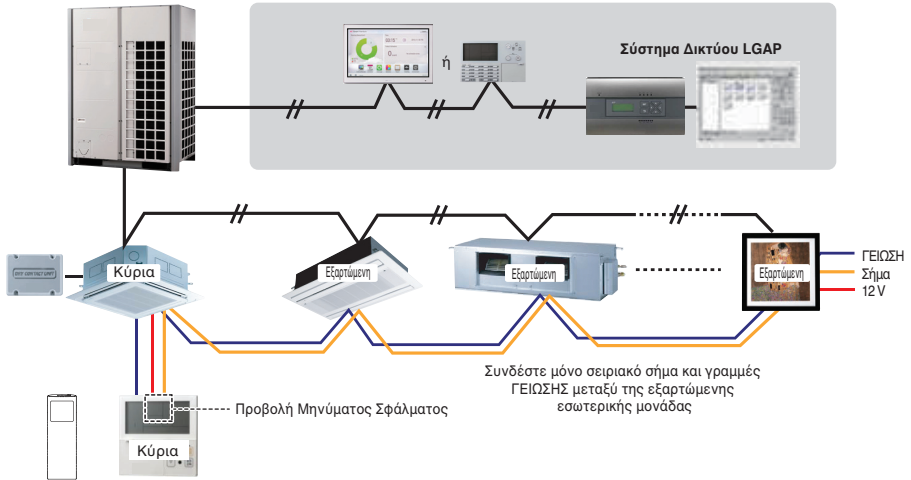 Σύστημα Δικτύου LGAP
ή
Κύρια
Εξαρτώμενη
Εξαρτώμενη
Εξαρτώμενη
ΓΕΙΩΣΗ
Σήμα
12 V
Συνδέστε μόνο σειριακό σήμα και γραμμές
ΓΕΙΩΣΗΣ μεταξύ της εξαρτώμενης
εσωτερικής μονάδας
Προβολή Μηνύματος Σφάλματος
Κύρια